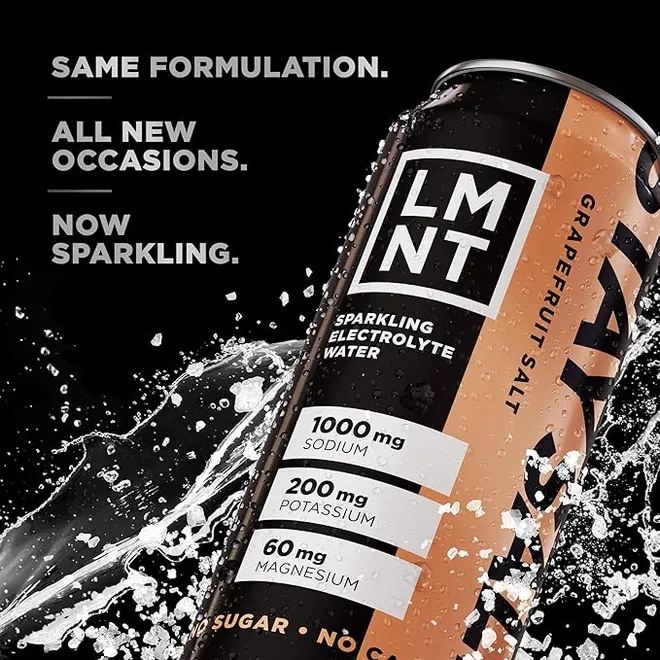 SAME FORMULATION.
ALL NEW
OCCASIONS.
NOW
SPARKLING.
LM
NT
SPARKLING
ELECTROLYTE
WATER
1000 mg
SODIUM
200 mg
POTASSIUM
60 mg
MAGNESIUM
SUGAR • NO
GRAPEFRUIT SALT
STAY